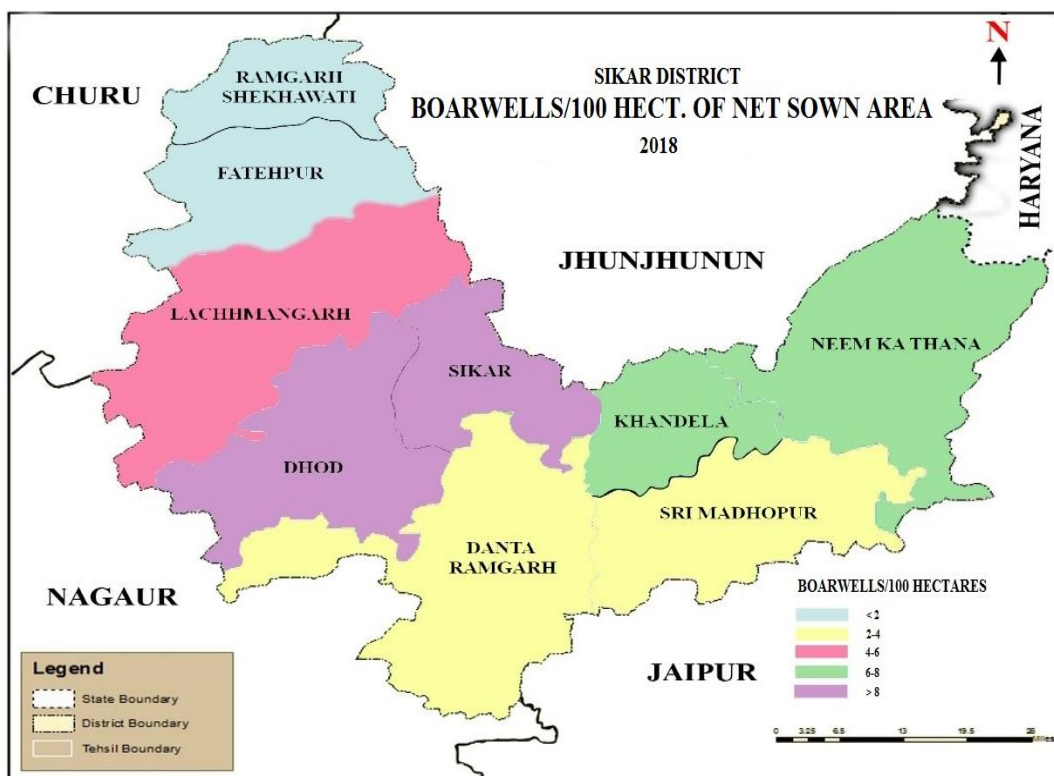 N
SIKAR DISTRICT
BOARWELLS/100 HECT. OF NET SOWN AREA
2018
CHURU
RAMGARH
SHEKHAWATI
FATEHPUR
HARYANA
JHUNJHUNUN
LACHHMANGARH
NEEM KA THANA
SIKAR
KHANDELA
DHOD
SRI MADHOPUR
DANTA
RAMGARH
NAGAUR
JAIPUR
BOARWELLS/100 HECTARES
< 2
2-4
4-6
6-8
> 8
Legend
State Boundary
District Boundary
Tehsil Boundary
0 3.25 6.5 13 19.5 26
Miles